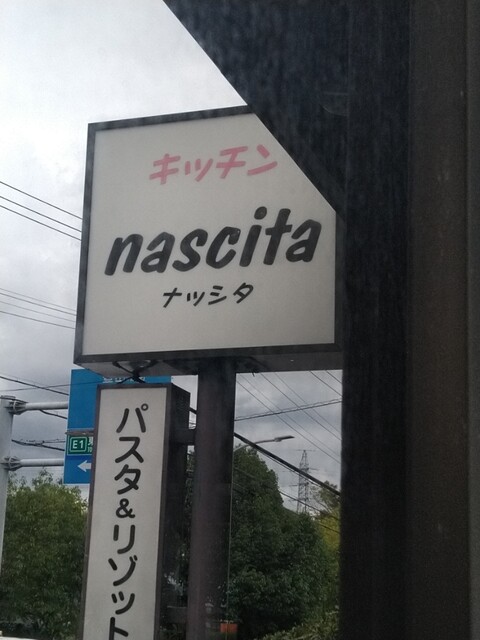 キッチン
nascita
ナッシタ
パスタ&リゾット
E1